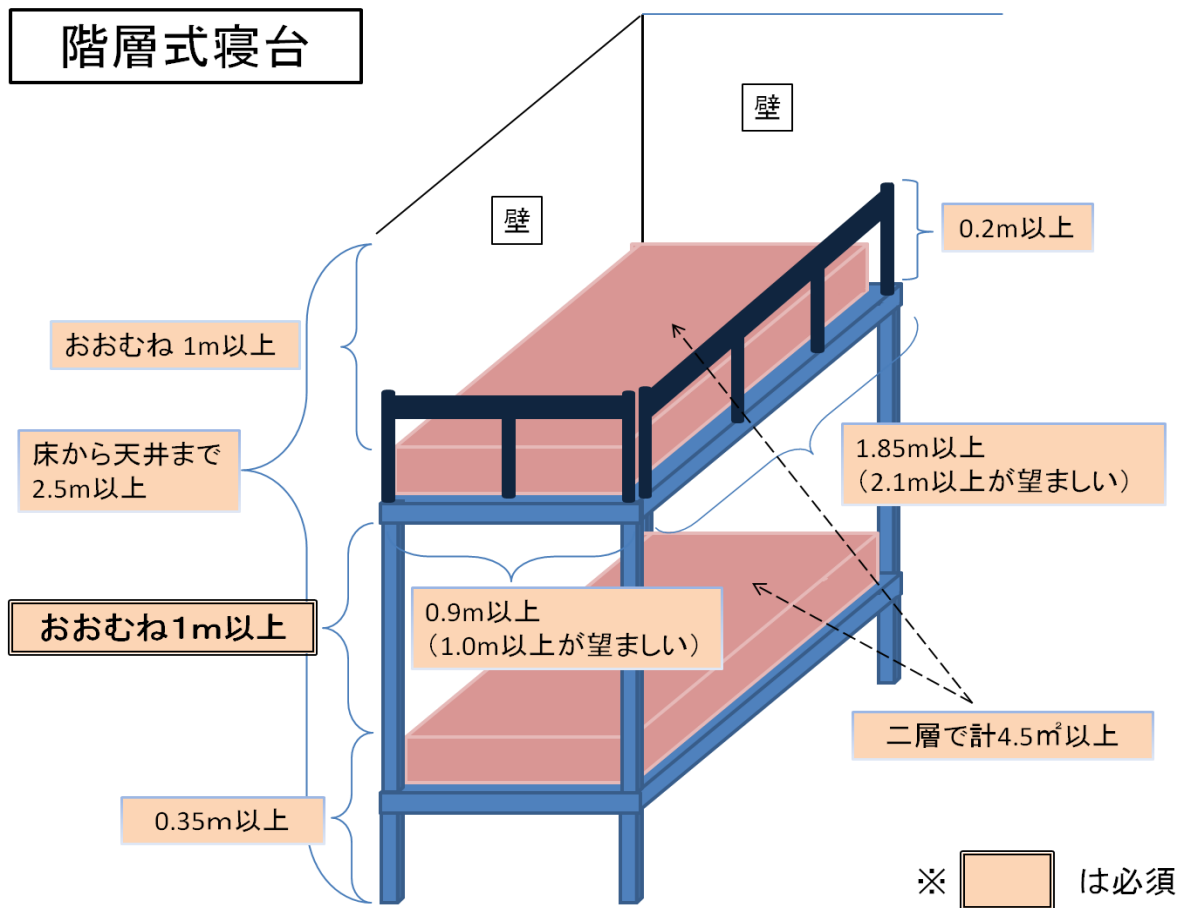 階層式寝台
壁
壁
0.2m以上
おおむね 1m以上
床から天井まで
2.5m以上
1.85m以上
（2.1m以上が望ましい）
おおむね1m以上
0.9m以上
（1.0m以上が望ましい）
二層で計4.5㎡以上
0.35m以上
※ は必須